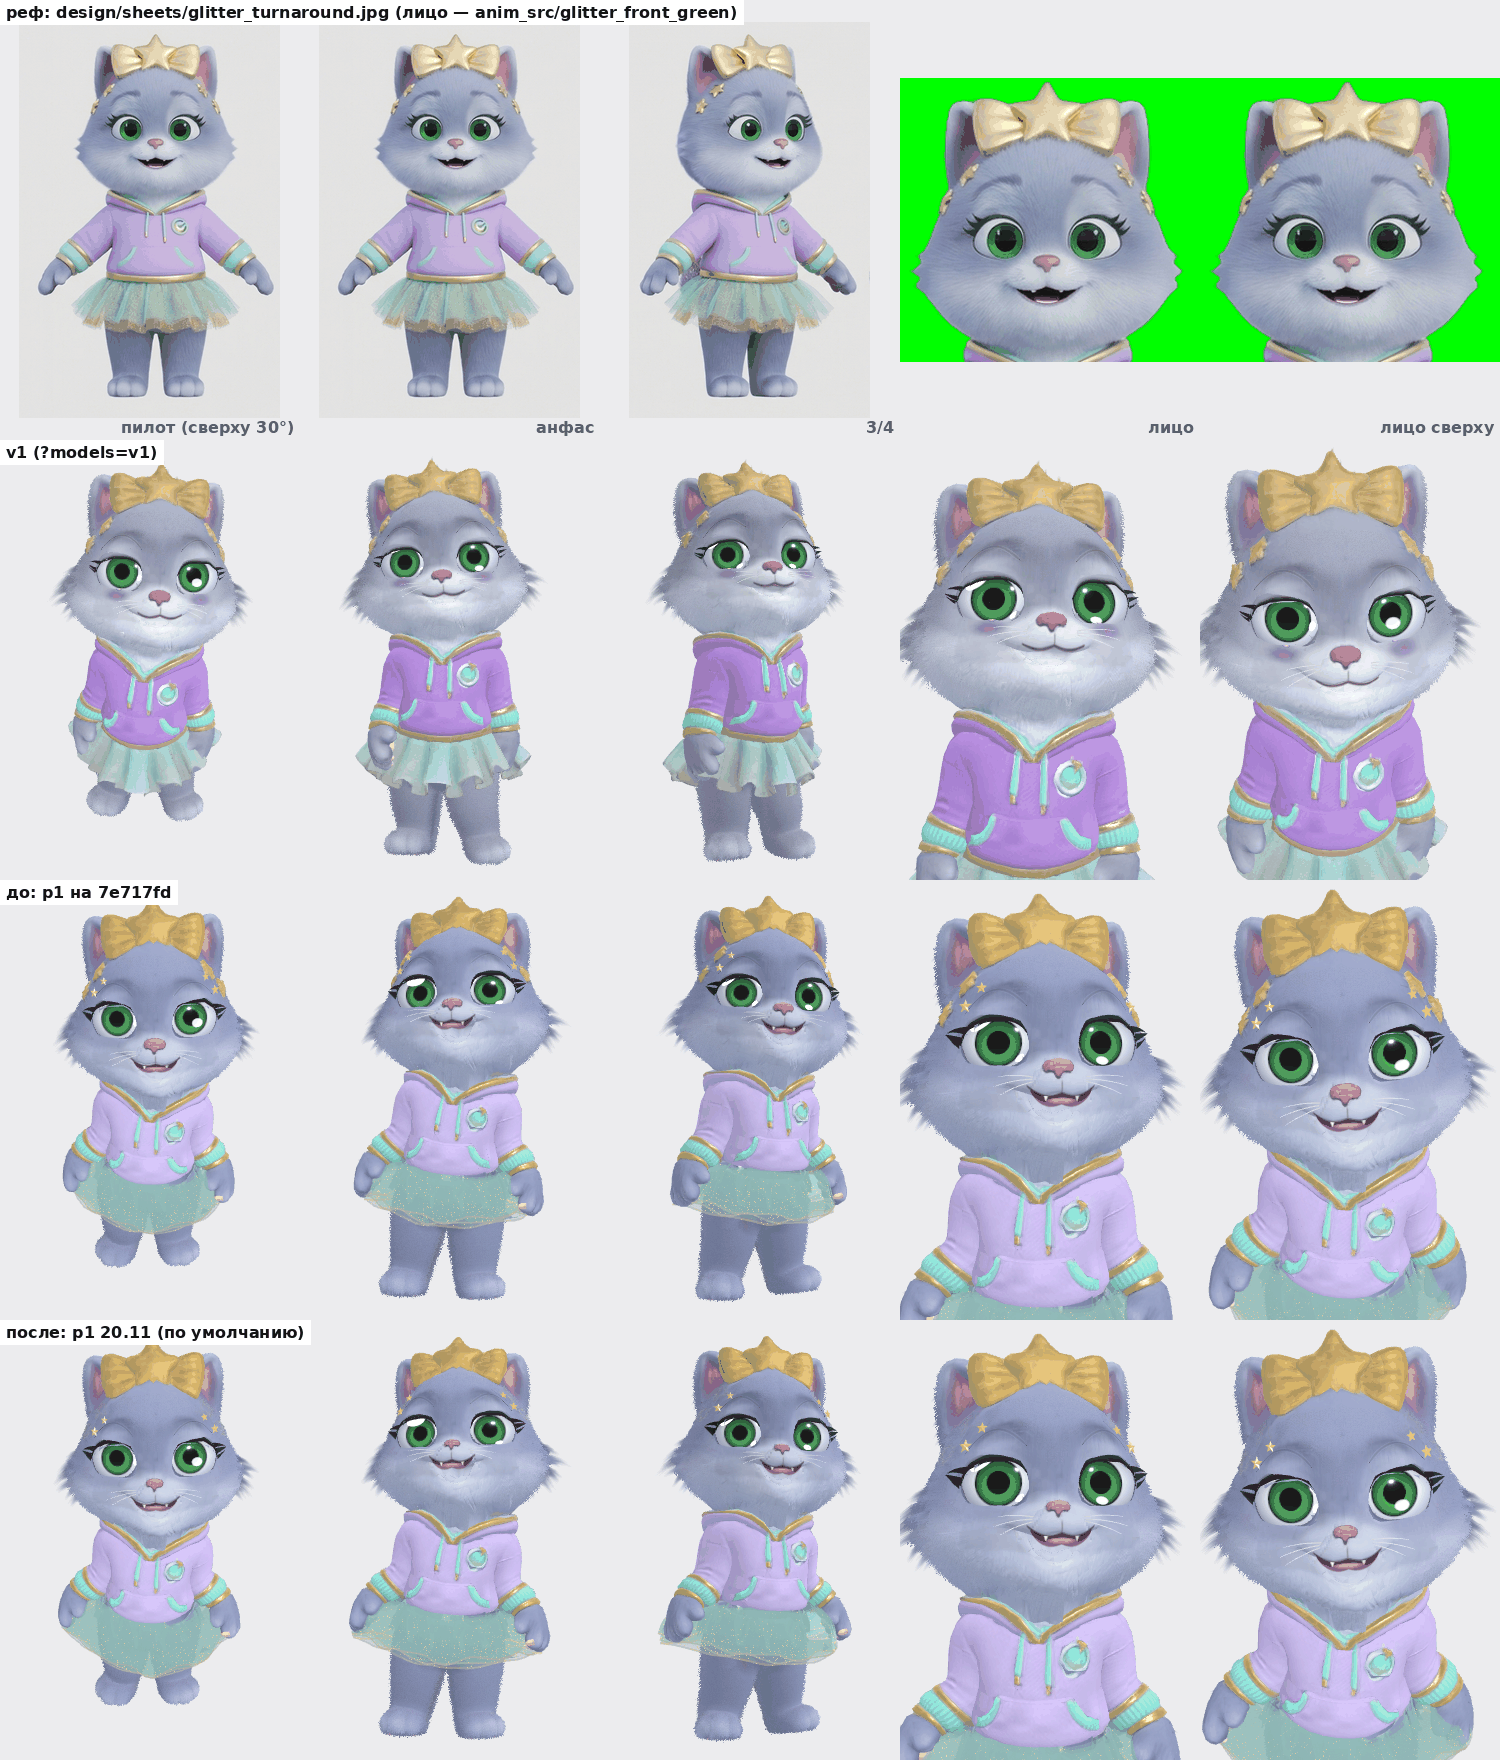 реф: design/sheets/glitter_turnaround.jpg (лицо — anim_src/glitter_front_green)
пилот (сверху 30°)
анфас
3/4
лицо
лицо сверху
v1 (?models=v1)
до: p1 на 7e717fd
после: p1 20.11 (по умолчанию)